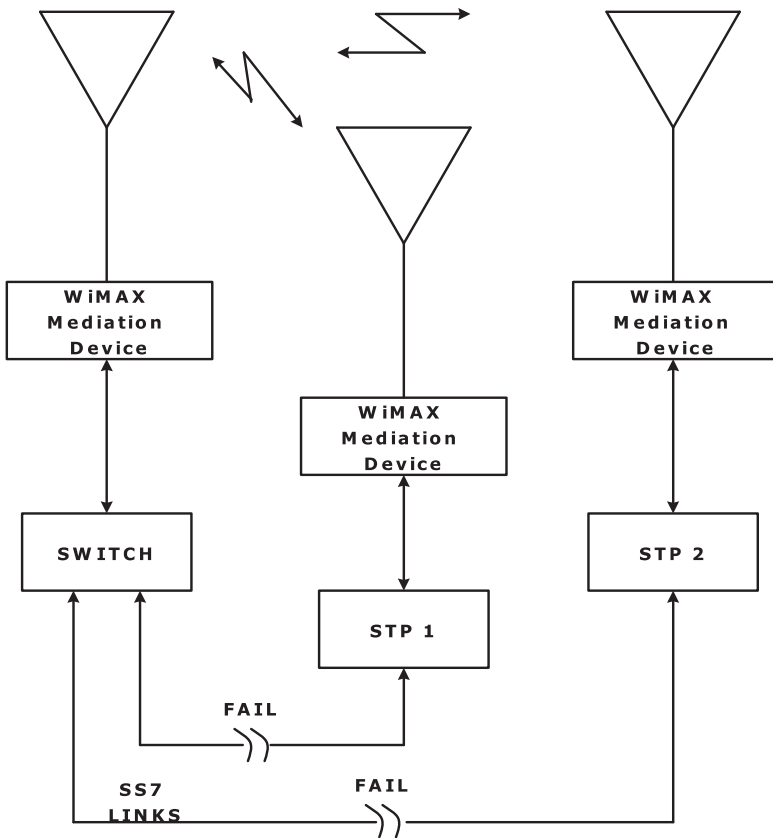 WiMAX
Mediation
Device
WiMAX
Mediation
Device
WiMAX
Mediation
Device
SWITCH
STP 2
STP 1
FAIL
SS7
LINKS
FAIL